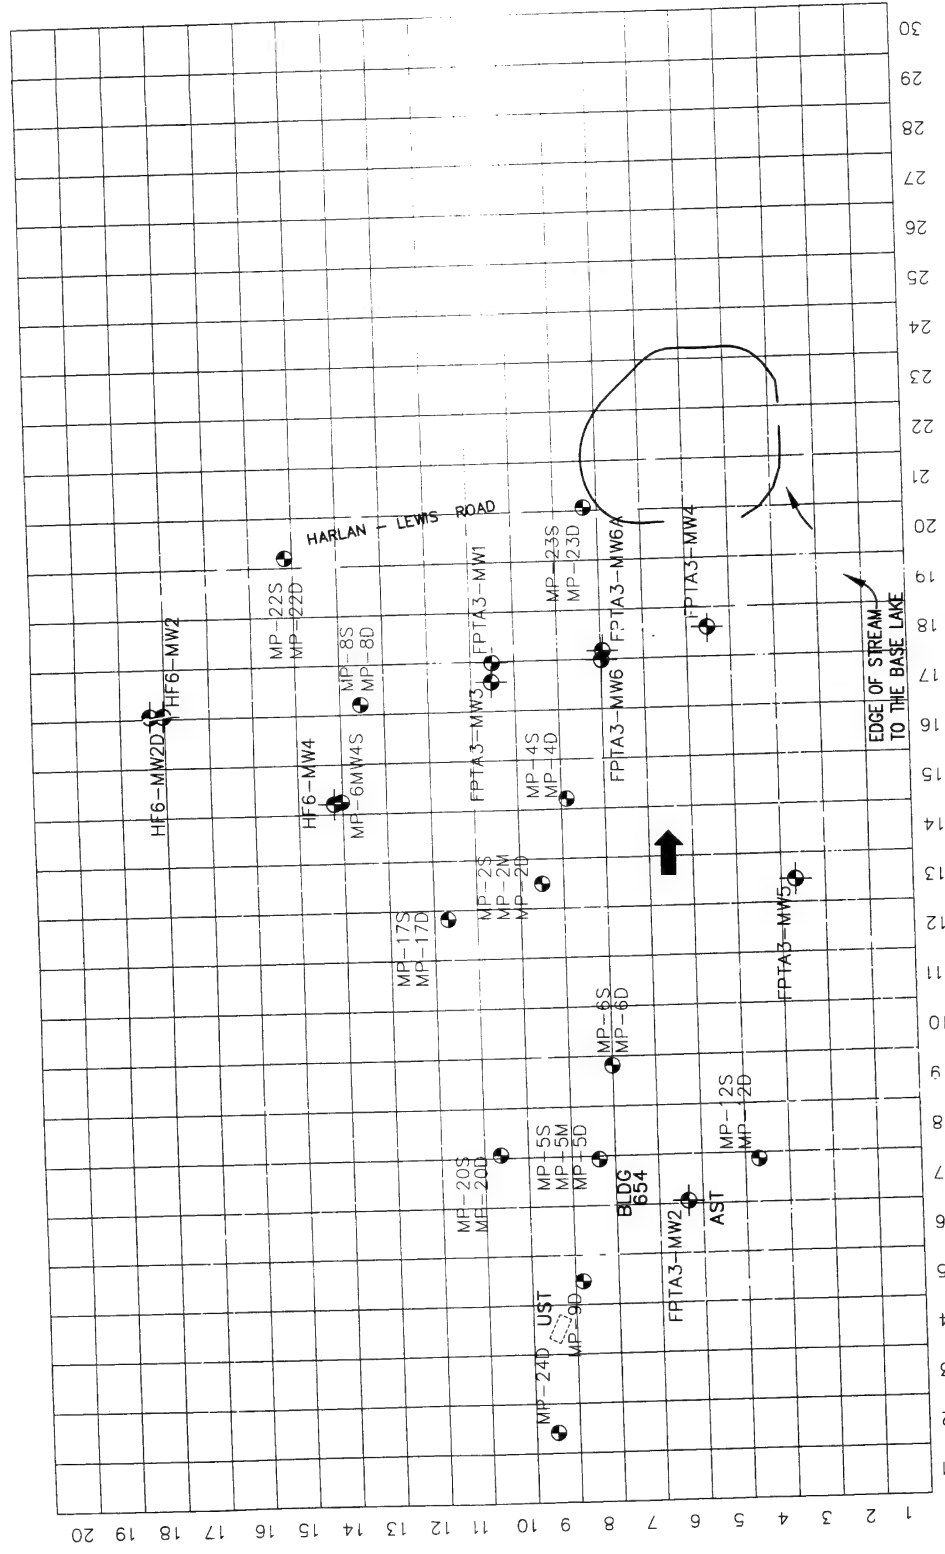 30
29
28
27
26
25
24
23
22
21
20
19
18
17
16
15
14
13
12
11
10
9
8
7
6
5
4
3
2
1
HARLAN - LEWIS ROAD
MP-22S
MP-22D
HF6-MW2
HF6-MW2D
MP-8S
MP-8D
HF6-MW4
MP-6MW4S
FPTA3-MW1
FPTA3-MW3
MP-23S
MP-23D
FPTA3-MW6A
FPTA3-MW6
FPTA3-MW4
EDGE OF STREAM
TO THE BASE LAKE
MP-4S
MP-4D
MP-2S
MP-2M
MP-2D
MP-17S
MP-17D
FPTA3-MW5
MP-6S
MP-6D
MP-12S
MP-12D
MP-20S
MP-20D
MP-5S
MP-5M
MP-5D
BLDG
654
AST
FPTA3-MW2
UST
MP-9D
MP-24D
20 19 18 17 16 15 14 13 12 11 10 9 8 7 6 5 4 3 2 1